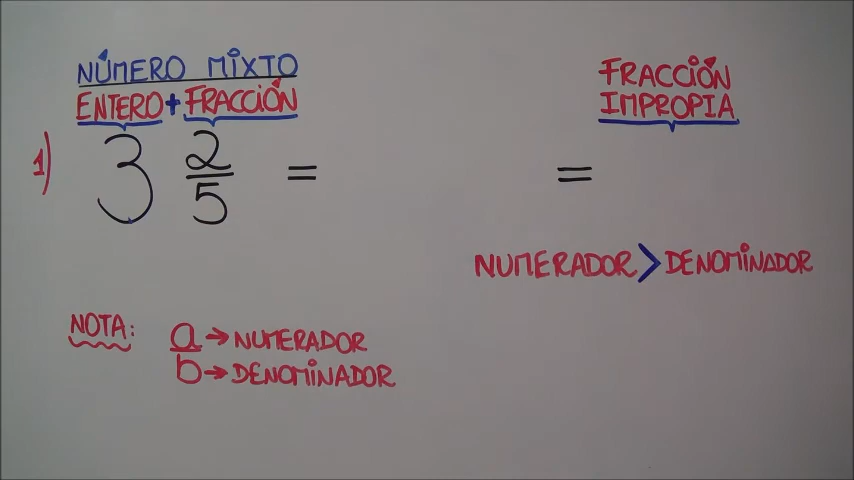 NÚMERO MIXTO
ENTERO + FRACCIÓN
FRACCIÓN
IMPROPIA
1) 3 2/5 = =
NUMERADOR > DENOMINADOR
NOTA: a → NUMERADOR
b → DENOMINADOR